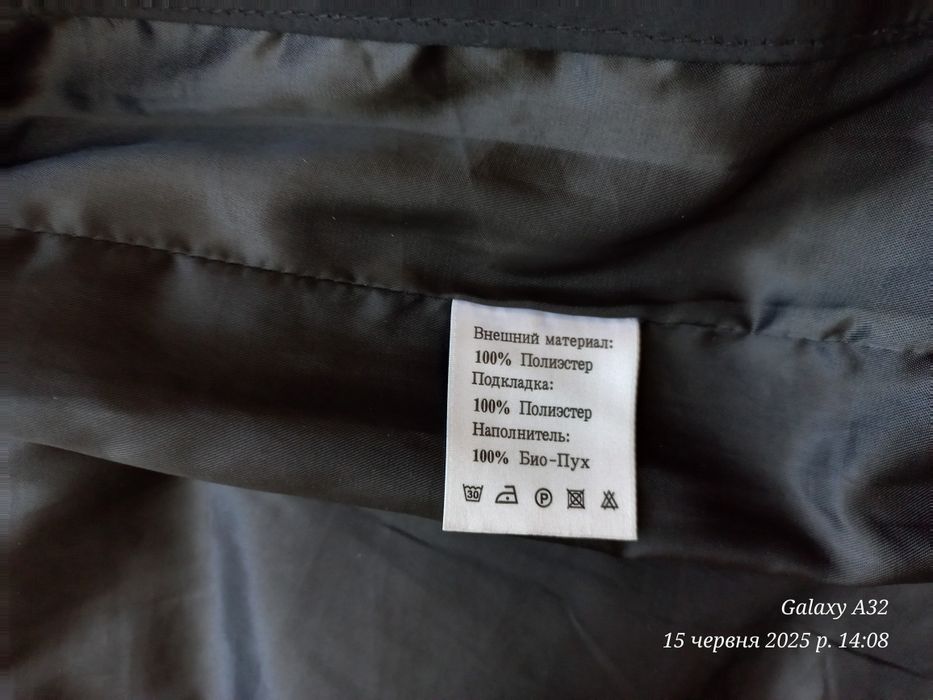 Внешний материал:
100% Полиэстер
Подкладка:
100% Полиэстер
Наполнитель:
100% Био-Пух
30 P
Galaxy A32
15 червня 2025 р. 14:08